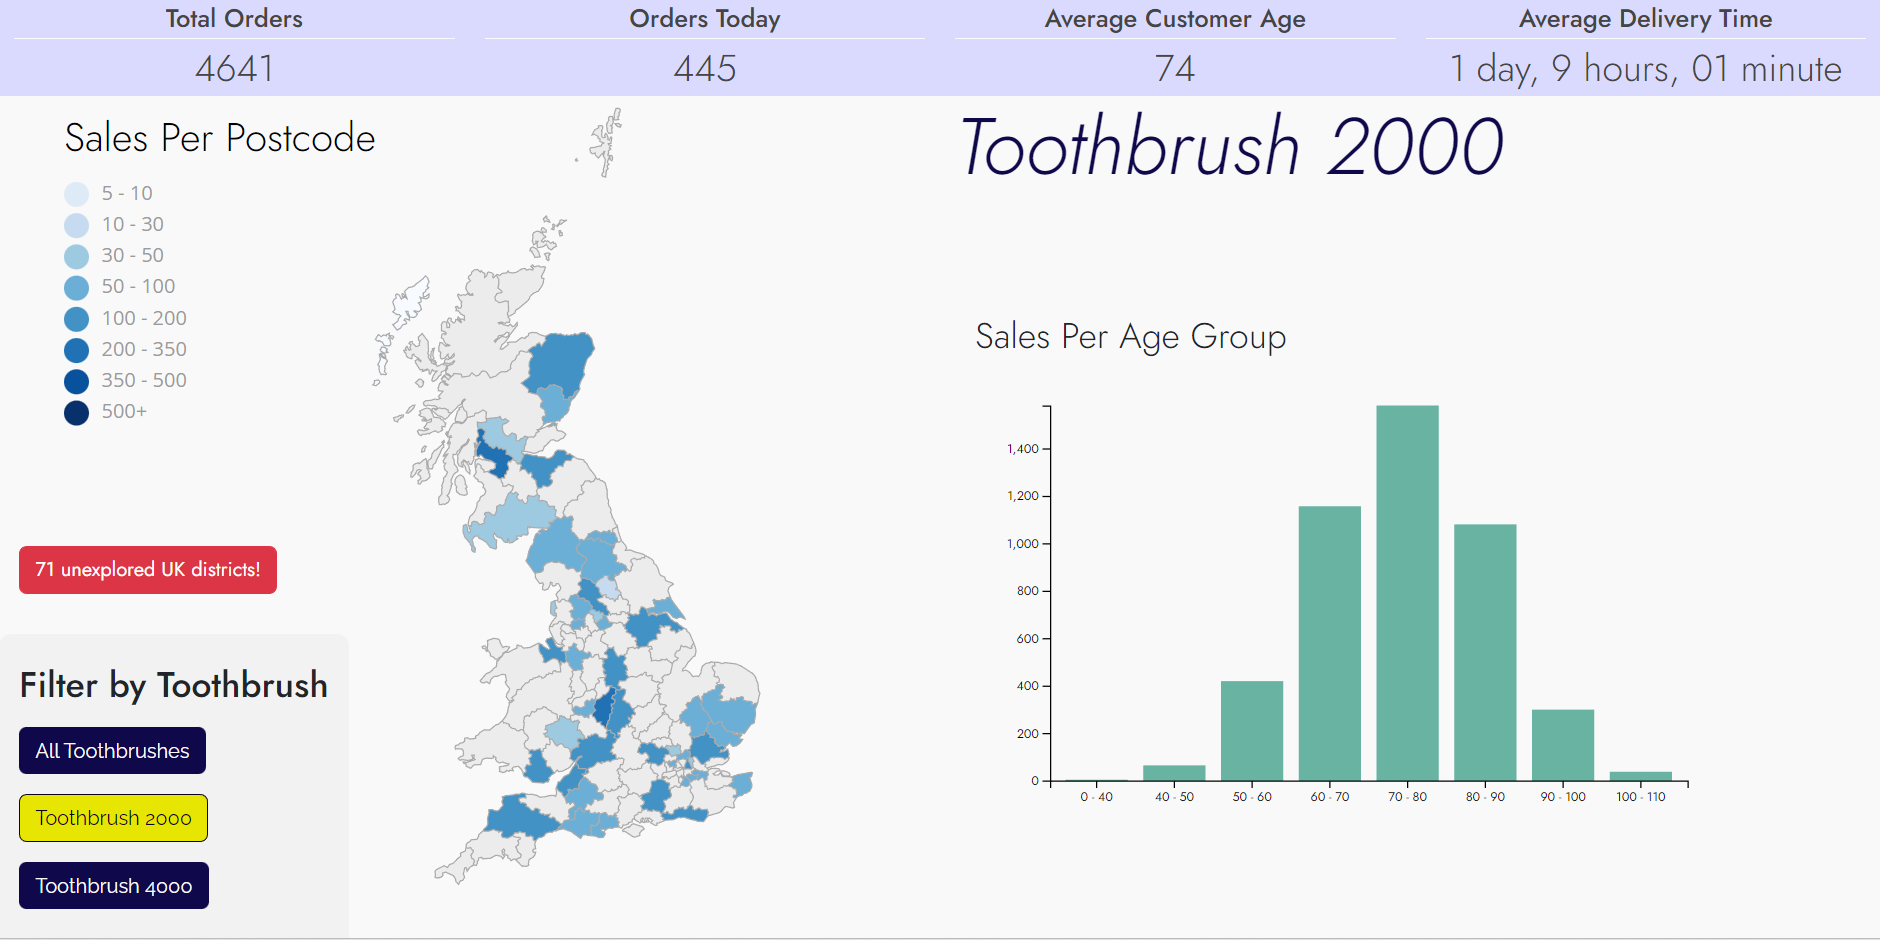 Total Orders
4641
Orders Today
445
Average Customer Age
74
Average Delivery Time
1 day, 9 hours, 01 minute
Sales Per Postcode
5 - 10
10 - 30
30 - 50
50 - 100
100 - 200
200 - 350
350 - 500
500+
71 unexplored UK districts!
Filter by Toothbrush
All Toothbrushes
Toothbrush 2000
Toothbrush 4000
Toothbrush 2000
Sales Per Age Group
1,400
1,200
1,000
800
600
400
200
0
0 - 40
40 - 50
50 - 60
60 - 70
70 - 80
80 - 90
90 - 100
100 - 110